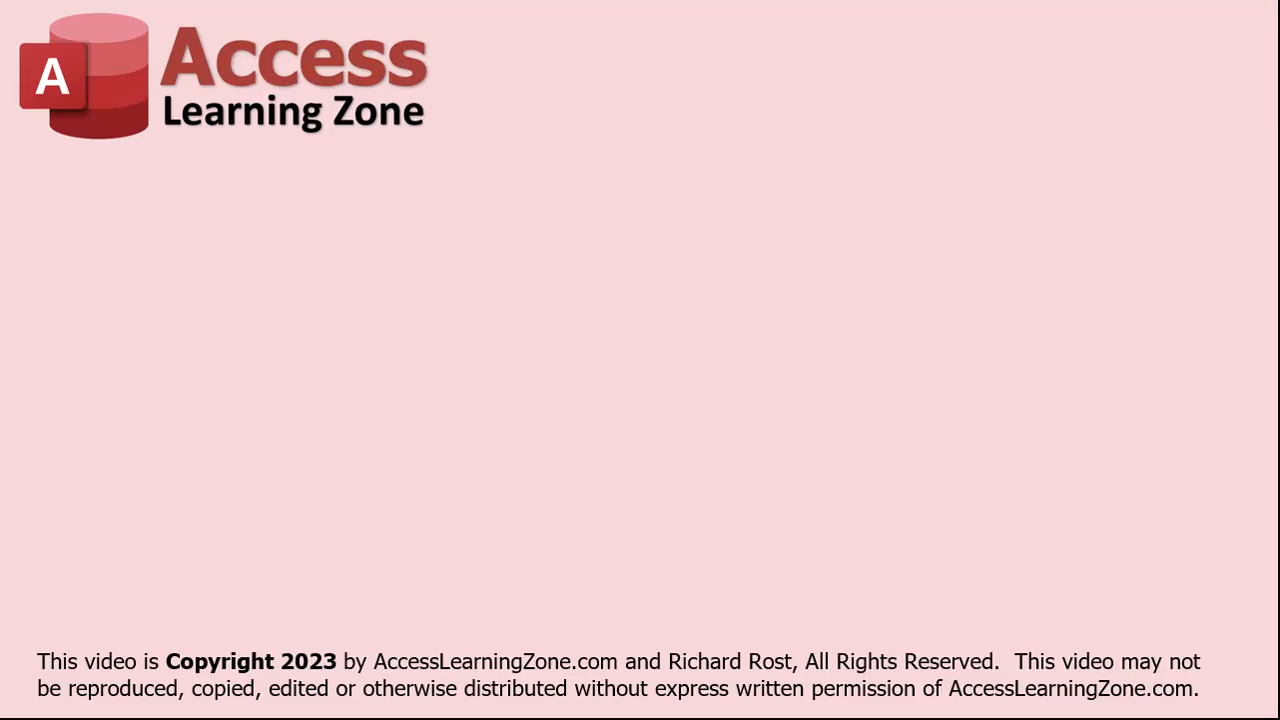 A
Access
Learning Zone
This video is Copyright 2023 by AccessLearningZone.com and Richard Rost, All Rights Reserved.  This video may not
be reproduced, copied, edited or otherwise distributed without express written permission of AccessLearningZone.com.